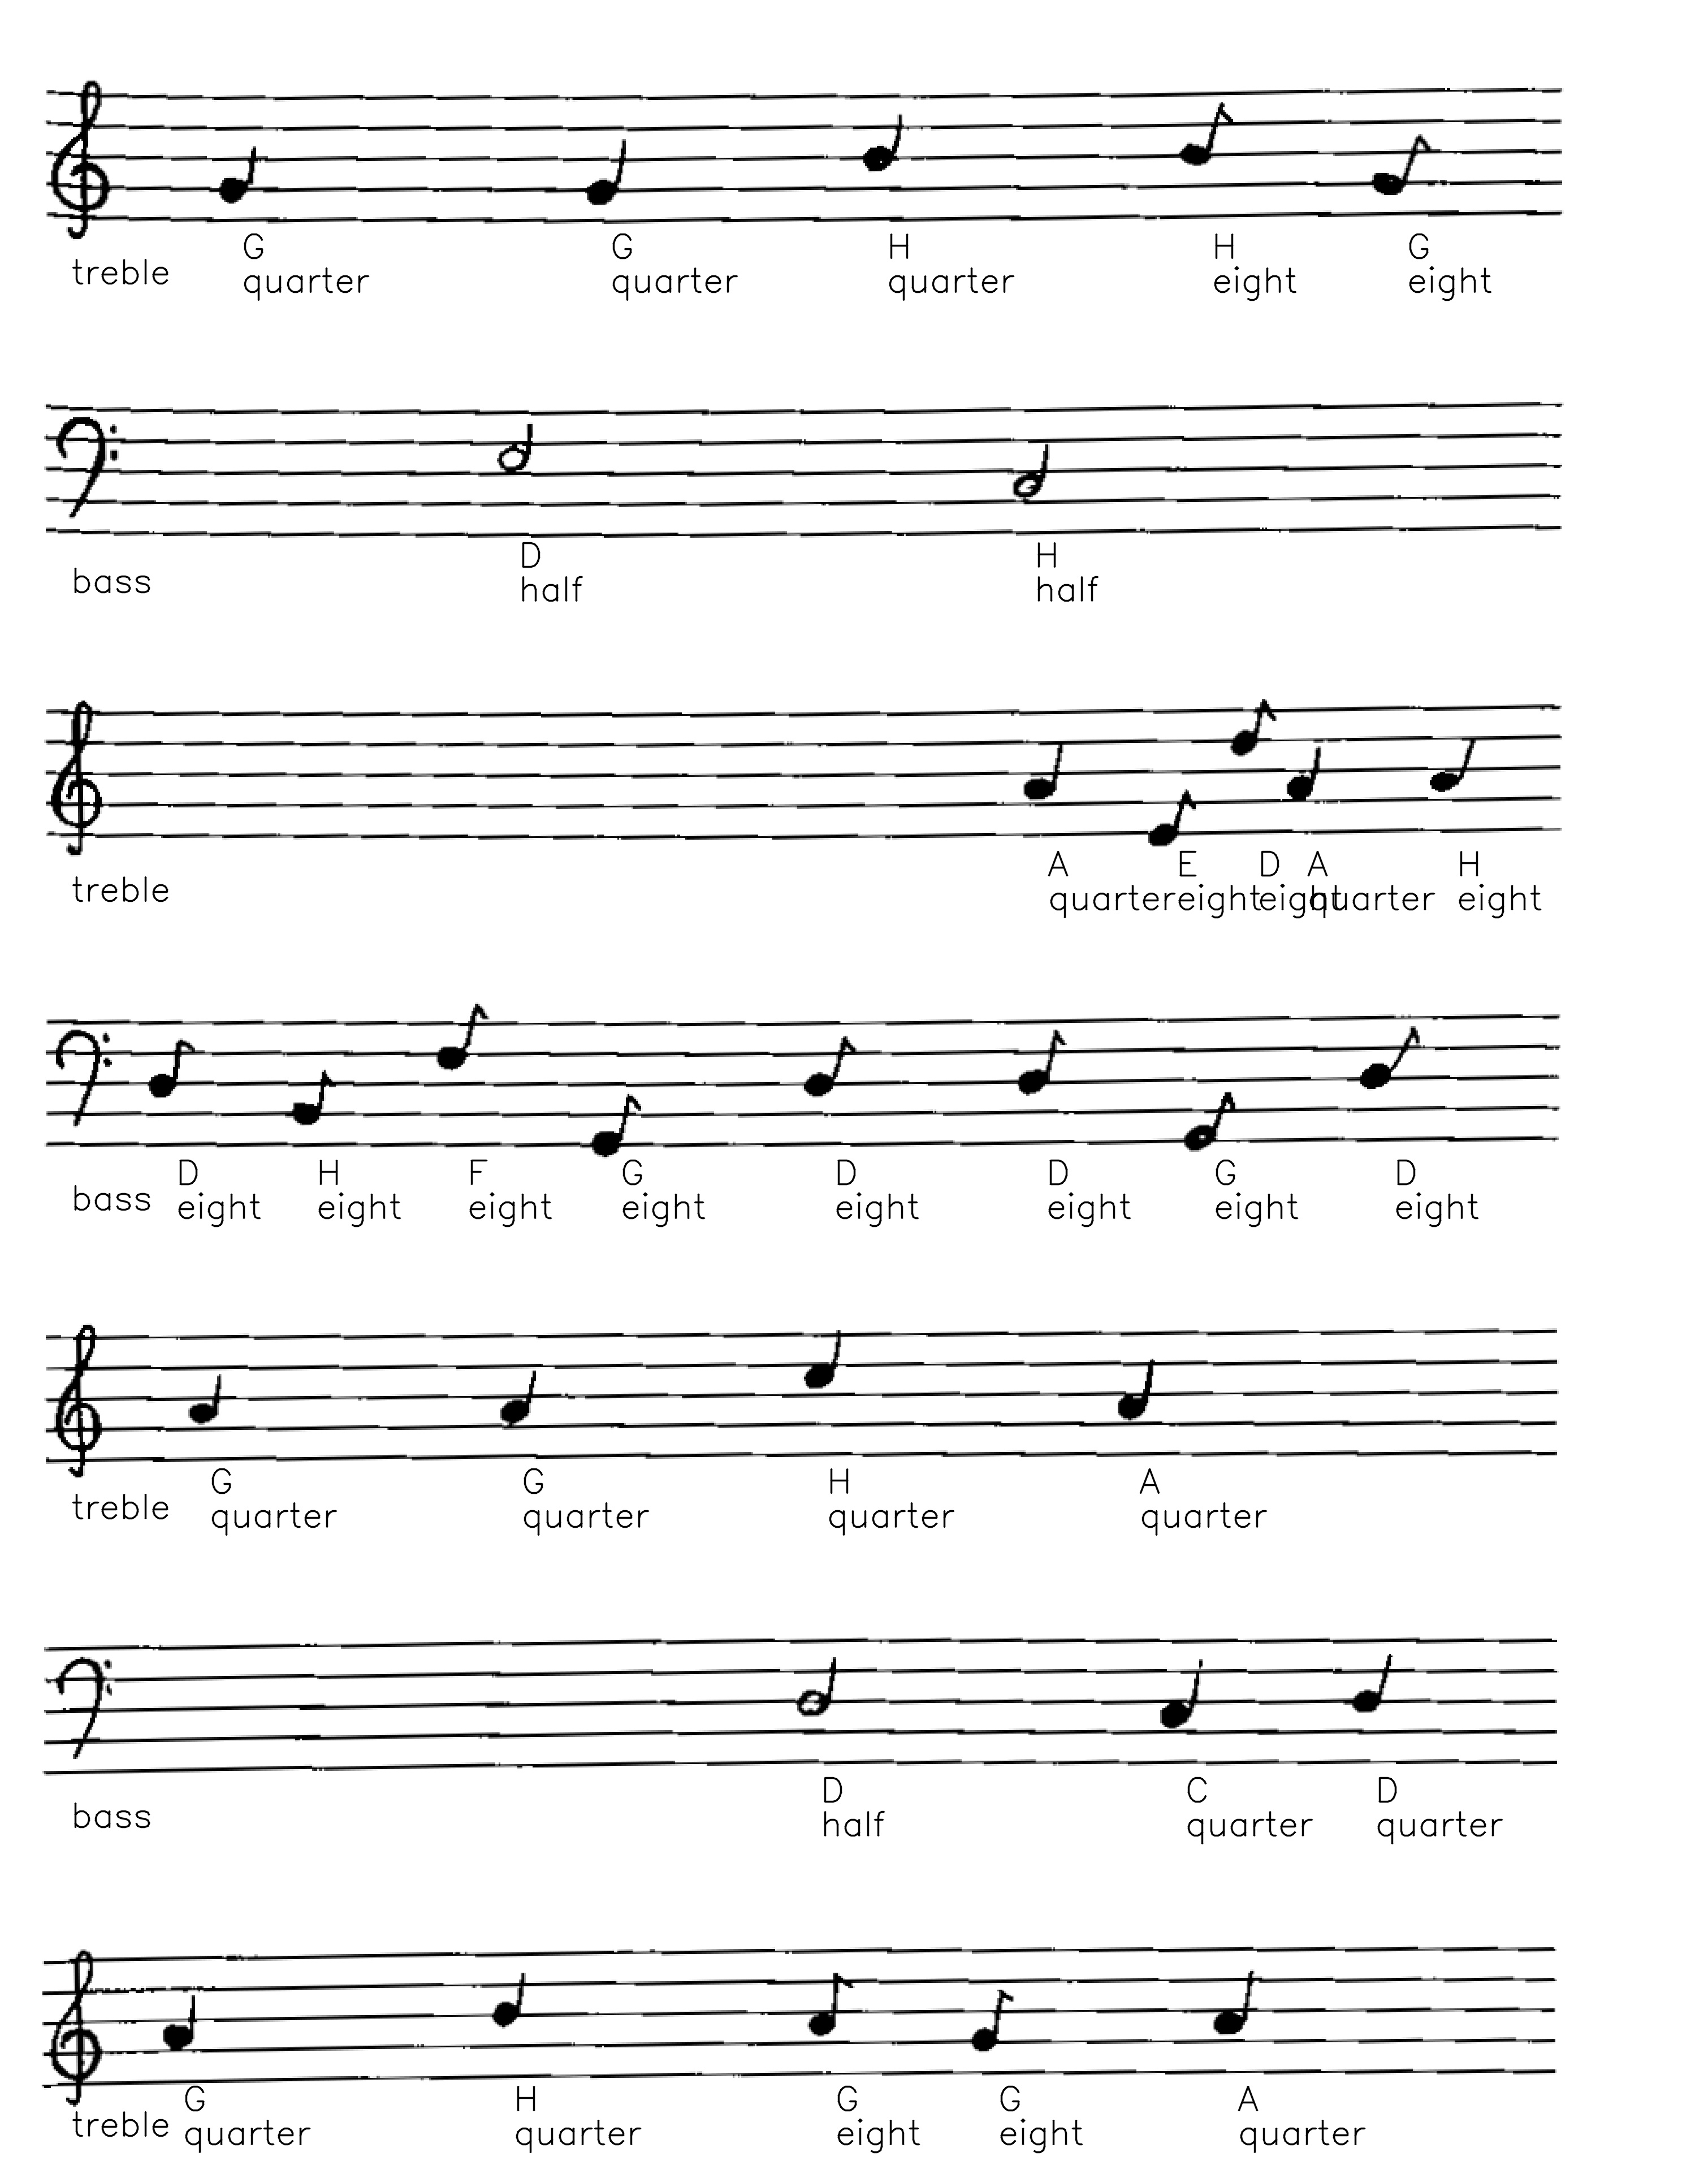 G G H H G
treble quarter quarter quarter eight eight
D H
bass half half
A E D A H
treble quarter eight eight quarter eight
D H F G D D G D
bass eight eight eight eight eight eight eight eight
G G H A
treble quarter quarter quarter quarter
D C D
bass half quarter quarter
G H G G A
treble quarter quarter eight eight quarter